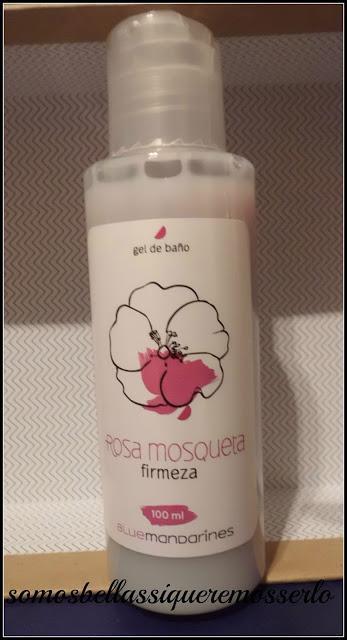 gel de baño
Rosa mosqueta
firmeza
100 ml
BLUEMANDARINES
somosbellassiqueremosserlo